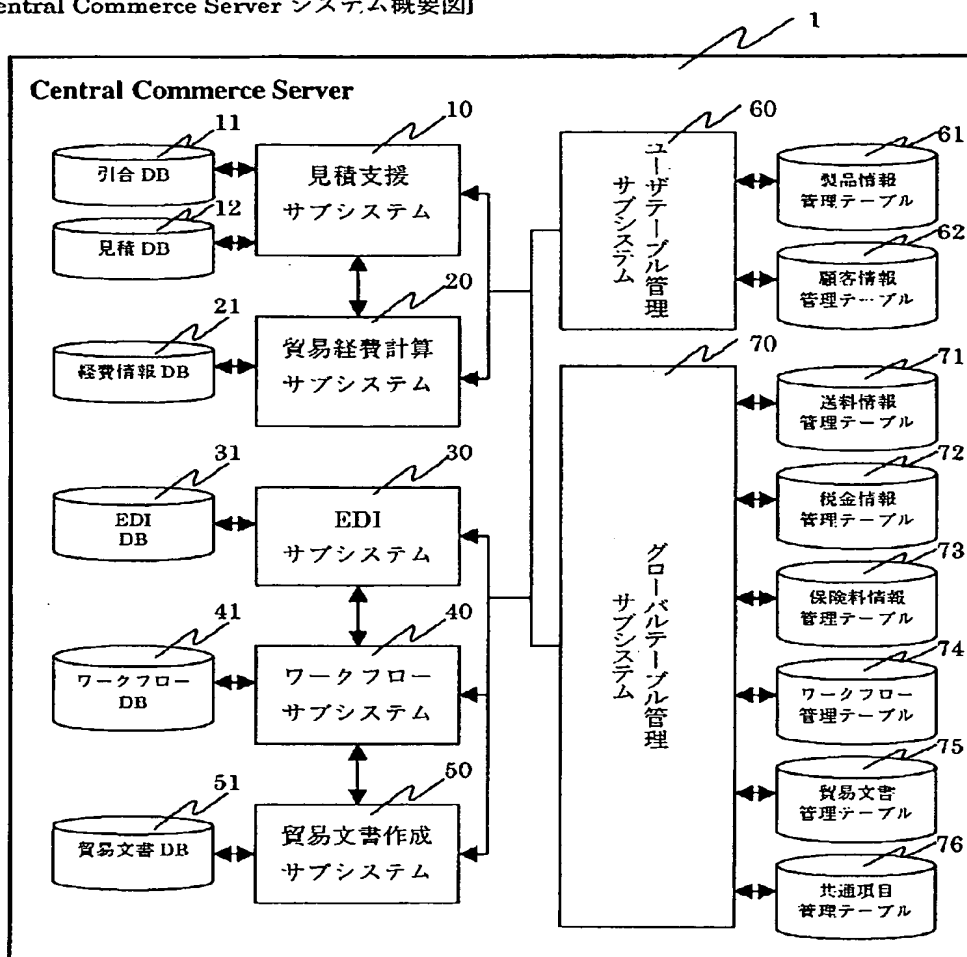 entral Commerce Server システム概要図]
1
Central Commerce Server
11
引合 DB
12
見積 DB
10
見積支援
サブシステム
20
貿易経費計算
サブシステム
21
経費情報 DB
31
EDI
DB
30
EDI
サブシステム
41
ワークフロー
DB
40
ワークフロー
サブシステム
51
貿易文書 DB
50
貿易文書作成
サブシステム
60
ユーザテーブル管理
サブシステム
61
製品情報
管理テーブル
62
顧客情報
管理テーブル
70
グローバルテーブル管理
サブシステム
71
送料情報
管理テーブル
72
税金情報
管理テーブル
73
保険料情報
管理テーブル
74
ワークフロー
管理テーブル
75
貿易文書
管理テーブル
76
共通項目
管理テーブル